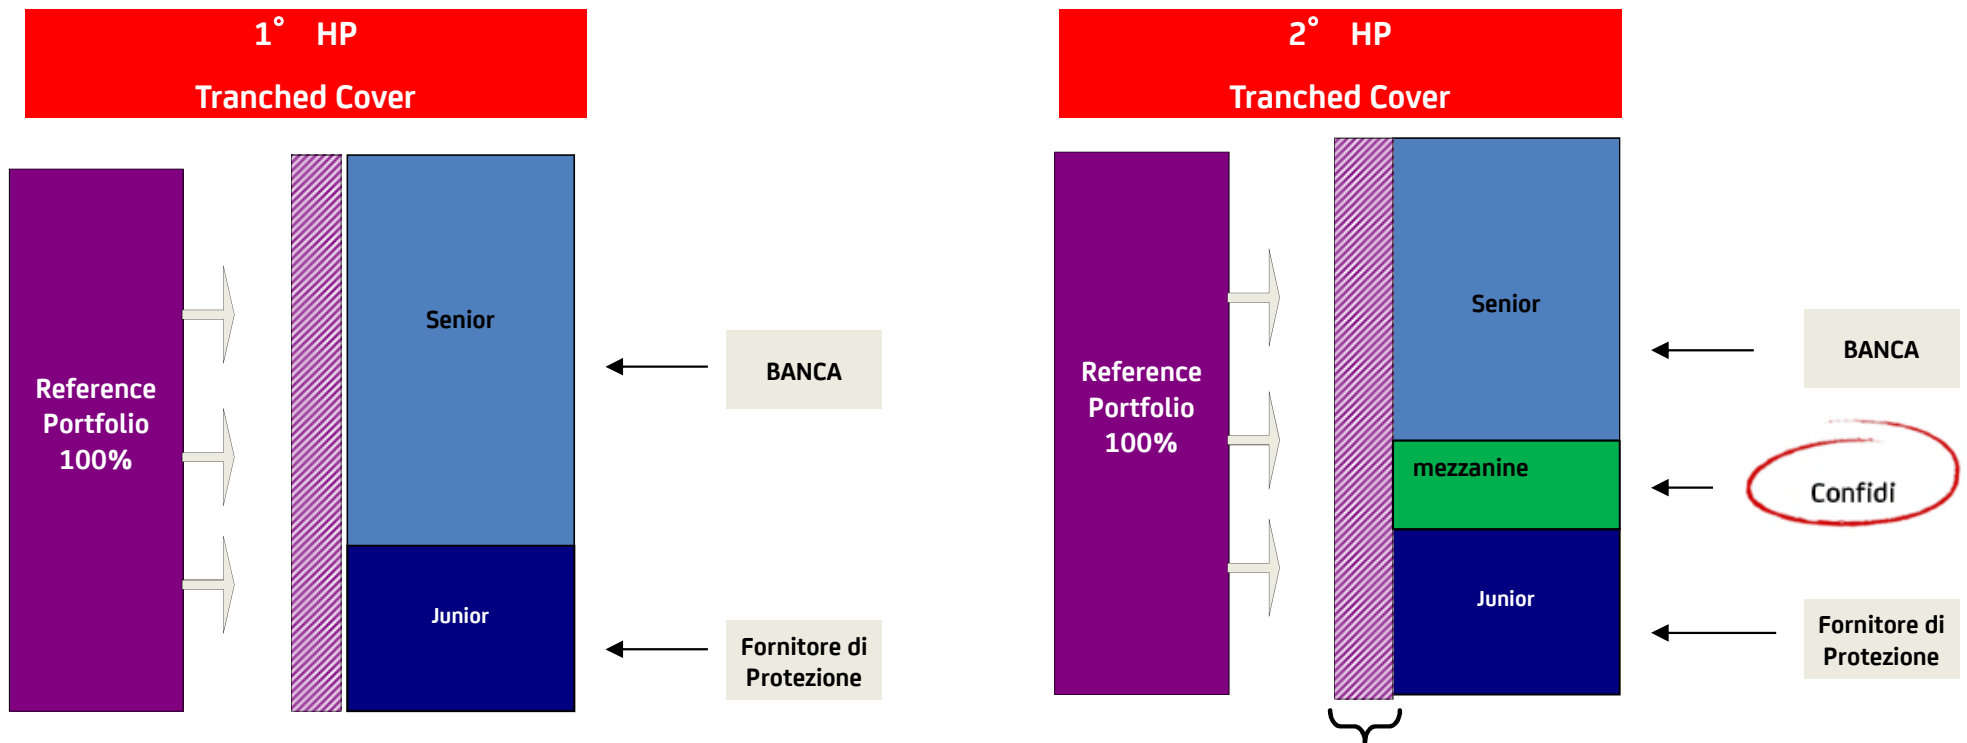 1° HP
Tranched Cover
Senior
Reference
Portfolio
100%
Junior
BANCA
Fornitore di
Protezione
2° HP
Tranched Cover
Reference
Portfolio
100%
Senior
mezzanine
Junior
BANCA
Confidi
Fornitore di
Protezione